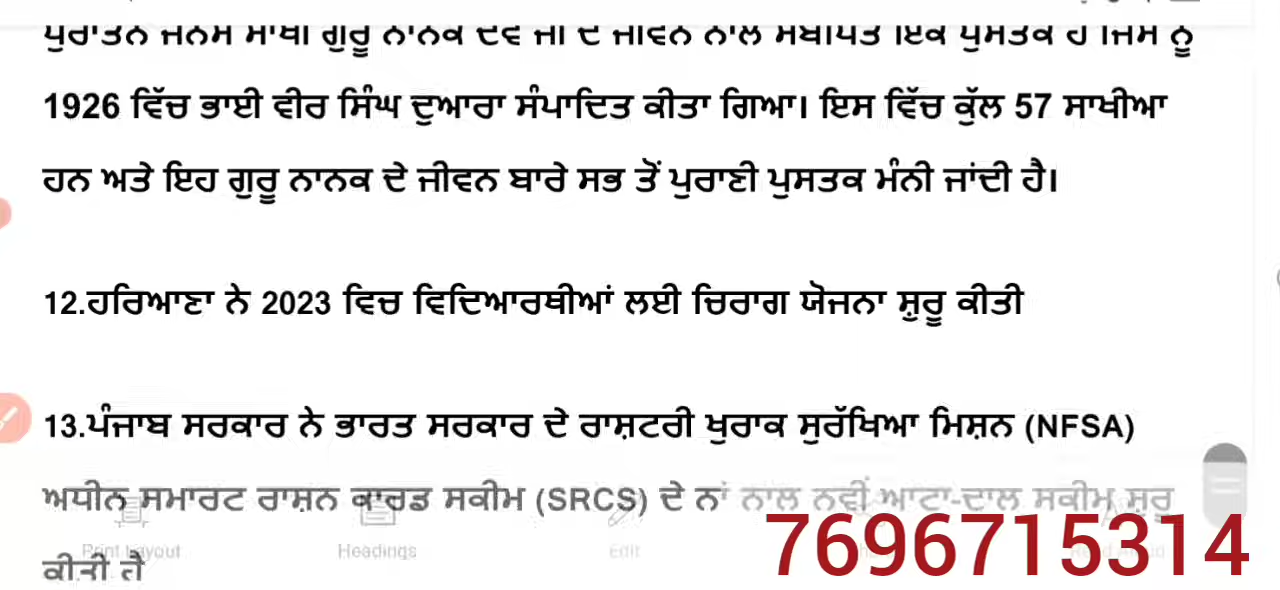 ਪੁਰਾਤਨ ਜਨਮ ਸਾਖੀ ਗੁਰੂ ਨਾਨਕ ਦੇਵ ਜੀ ਦੇ ਜੀਵਨ ਨਾਲ ਸਬੰਧਿਤ ਇਕ ਪੁਸਤਕ ਹੈ ਜਿਸ ਨੂੰ
1926 ਵਿੱਚ ਭਾਈ ਵੀਰ ਸਿੰਘ ਦੁਆਰਾ ਸੰਪਾਦਿਤ ਕੀਤਾ ਗਿਆ। ਇਸ ਵਿੱਚ ਕੁੱਲ 57 ਸਾਖੀਆ
ਹਨ ਅਤੇ ਇਹ ਗੁਰੂ ਨਾਨਕ ਦੇ ਜੀਵਨ ਬਾਰੇ ਸਭ ਤੋਂ ਪੁਰਾਣੀ ਪੁਸਤਕ ਮੰਨੀ ਜਾਂਦੀ ਹੈ।
12.ਹਰਿਆਣਾ ਨੇ 2023 ਵਿਚ ਵਿਦਿਆਰਥੀਆਂ ਲਈ ਚਿਰਾਗ ਯੋਜਨਾ ਸ਼ੁਰੂ ਕੀਤੀ
13.ਪੰਜਾਬ ਸਰਕਾਰ ਨੇ ਭਾਰਤ ਸਰਕਾਰ ਦੇ ਰਾਸ਼ਟਰੀ ਖੁਰਾਕ ਸੁਰੱਖਿਆ ਮਿਸ਼ਨ (NFSA)
ਅਧੀਨ ਸਮਾਰਟ ਰਾਸ਼ਨ ਕਾਰਡ ਸਕੀਮ (SRCS) ਦੇ ਨਾਂ ਨਾਲ ਨਵੀਂ ਆਟਾ-ਦਾਲ ਸਕੀਮ ਸ਼ੁਰੂ
7696715314
Print Layout Headings Edit
ਕੀਤੀ ਹੈ